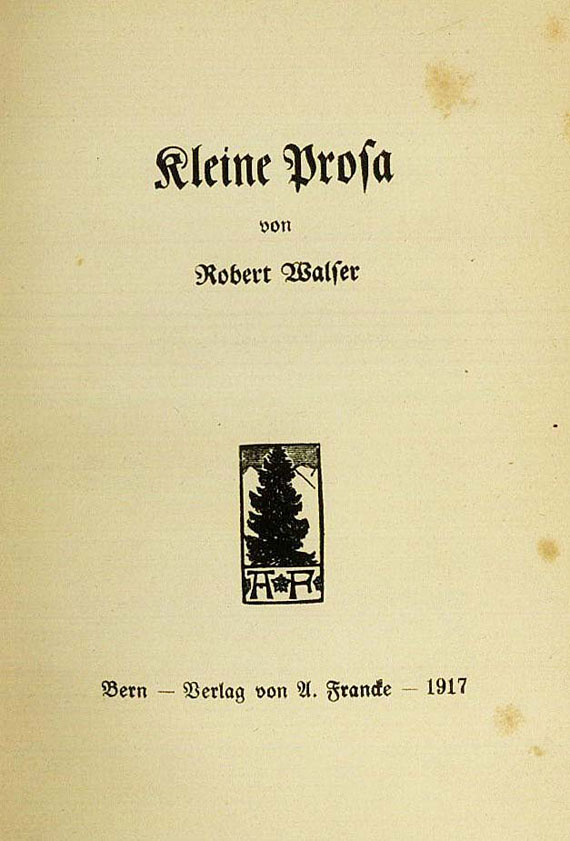 Kleine Prosa
von
Robert Walser
A F
Bern — Verlag von A. Francke — 1917